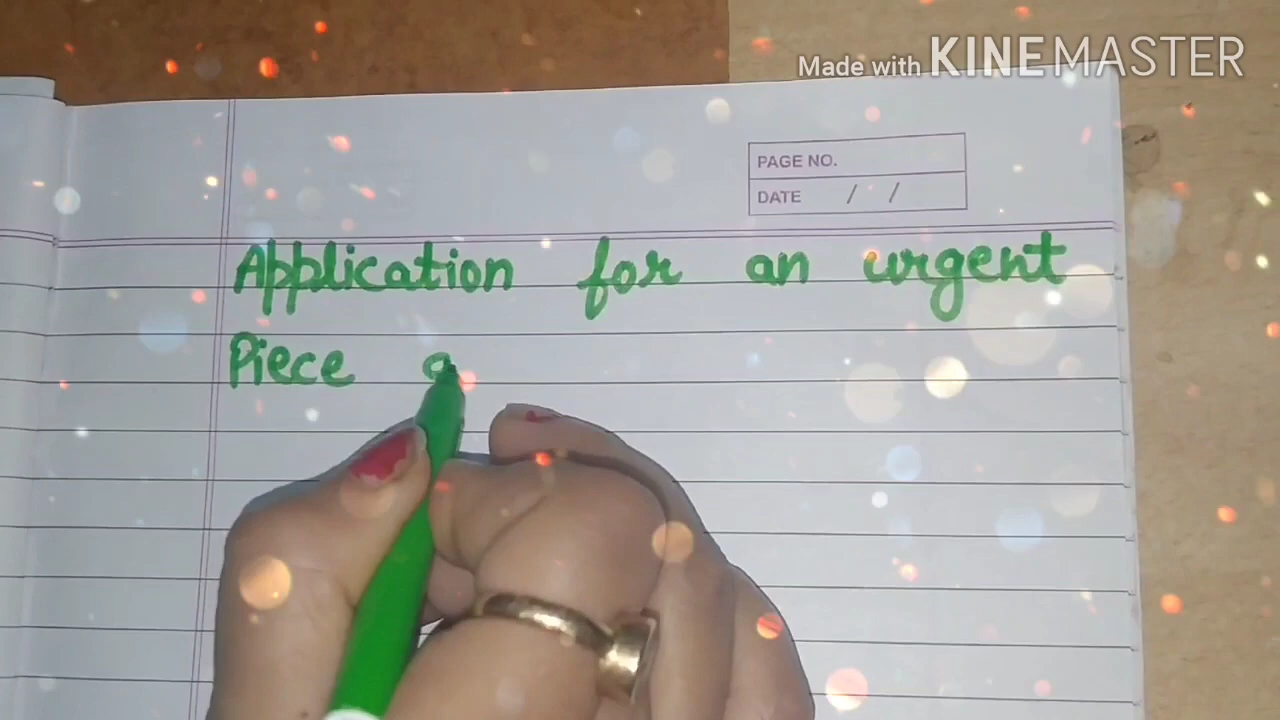 Made with KINEMASTER
PAGE NO.
DATE / /
Application for an urgent
Piece o